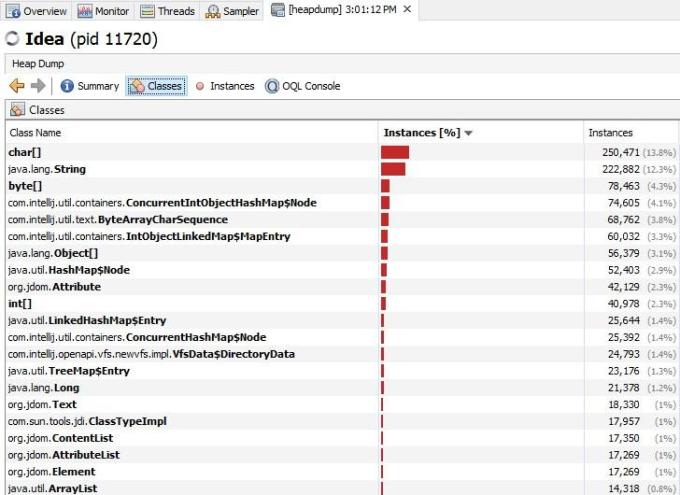 Overview Monitor Threads Sampler [heapdump] 3:01:12 PM
Idea (pid 11720)
Heap Dump
Summary Classes Instances OQL Console
Classes
Class Name Instances [%] Instances
char[] 250,471 (13.8%)
java.lang.String 222,882 (12.3%)
byte[] 78,463 (4.3%)
com.intellij.util.containers.ConcurrentIntObjectHashMap$Node 74,605 (4.1%)
com.intellij.util.text.ByteArrayCharSequence 68,762 (3.8%)
com.intellij.util.containers.IntObjectLinkedMap$MapEntry 60,032 (3.3%)
java.lang.Object[] 56,379 (3.1%)
java.util.HashMap$Node 52,403 (2.9%)
org.jdom.Attribute 42,129 (2.3%)
int[] 40,978 (2.3%)
java.util.LinkedHashMap$Entry 25,644 (1.4%)
com.intellij.util.containers.ConcurrentHashMap$Node 25,392 (1.4%)
com.intellij.openapi.vfs.newvfs.impl.VfsData$DirectoryData 24,793 (1.4%)
java.util.TreeMap$Entry 23,176 (1.3%)
java.lang.Long 21,378 (1.2%)
org.jdom.Text 18,330 (1%)
com.sun.tools.jdi.ClassTypeImpl 17,957 (1%)
org.jdom.ContentList 17,350 (1%)
org.jdom.AttributeList 17,269 (1%)
org.jdom.Element 17,269 (1%)
java.util.ArrayList 14,318 (0.8%)